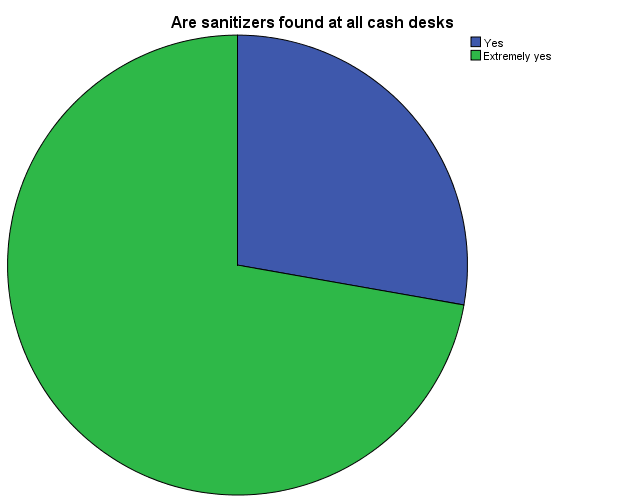 Are sanitizers found at all cash desks
Yes
Extremely yes